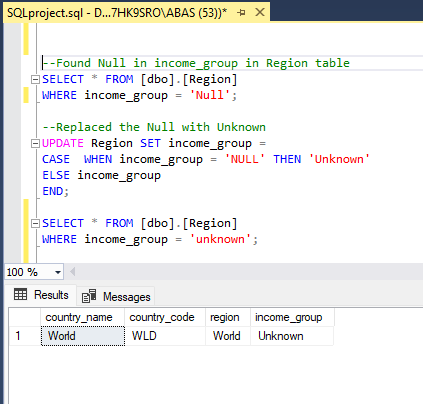 SQLproject.sql - D...7HK9SRO\ABAS (53))*
--Found Null in income_group in Region table
SELECT * FROM [dbo].[Region]
WHERE income_group = 'Null';
--Replaced the Null with Unknown
UPDATE Region SET income_group =
CASE  WHEN income_group = 'NULL' THEN 'Unknown'
ELSE income_group
END;
SELECT * FROM [dbo].[Region]
WHERE income_group = 'unknown';
100 %
Results Messages
country_name country_code region income_group
1 World WLD World Unknown